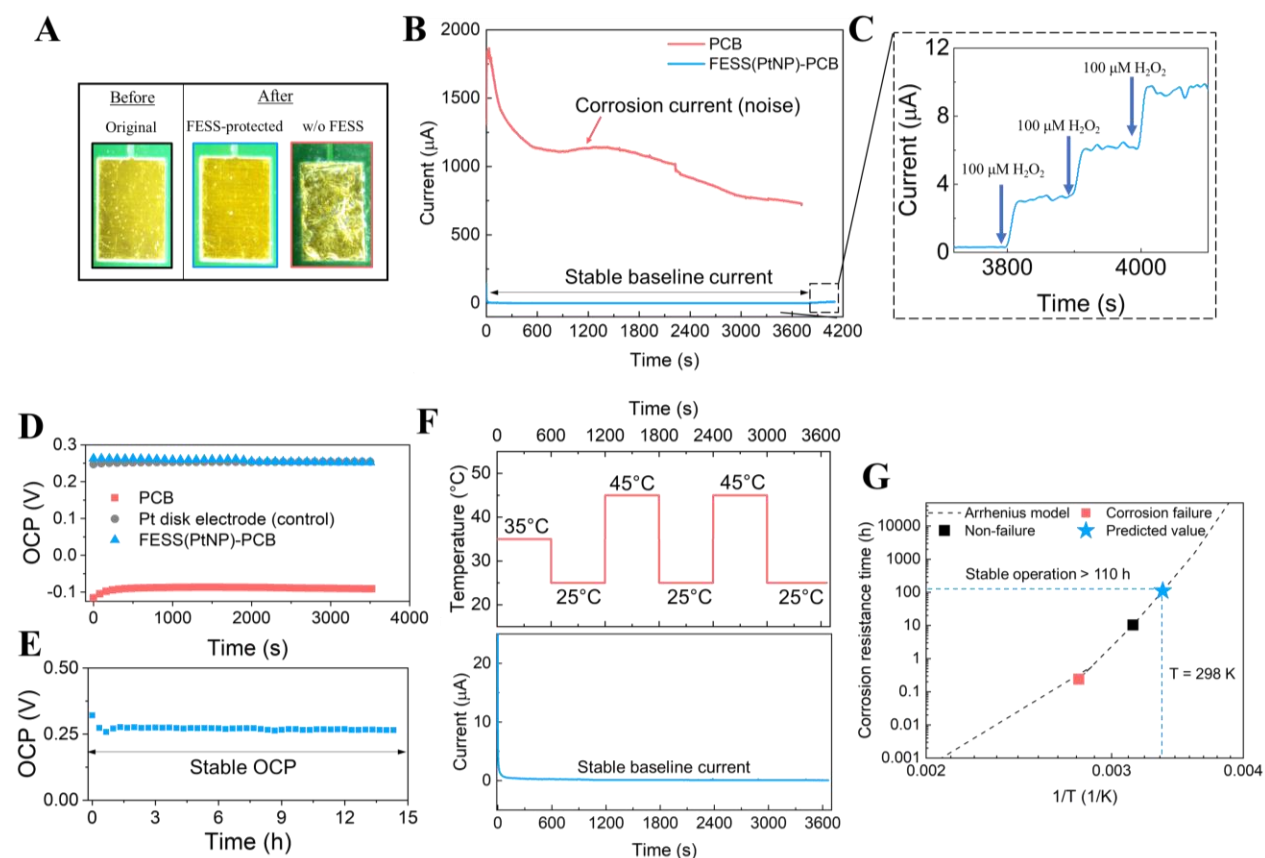 A
Before
After
Original
FESS-protected
w/o FESS
B
2000
1750
1500
1250
1000
750
500
250
0
Current (µA)
PCB
FESS(PtNP)-PCB
Corrosion current (noise)
Stable baseline current
0 600 1200 1800 2400 3000 3600 4200
Time (s)
C
12
8
4
0
Current (µA)
100 µM H₂O₂
100 µM H₂O₂
100 µM H₂O₂
3800 4000
Time (s)
D
0.3
0.2
0.0
-0.1
OCP (V)
PCB
Pt disk electrode (control)
FESS(PtNP)-PCB
0 1000 2000 3000 4000
Time (s)
E
0.50
0.25
0.00
OCP (V)
Stable OCP
0 3 6 9 12 15
Time (h)
F
Time (s)
0 600 1200 1800 2400 3000 3600
50
40
30
20
Temperature (°C)
35°C
45°C
45°C
25°C
25°C
25°C
20
10
0
Current (µA)
Stable baseline current
0 600 1200 1800 2400 3000 3600
Time (s)
G
10000
1000
100
10
1
0.1
0.01
0.001
Corrosion resistance time (h)
Arrhenius model
Corrosion failure
Non-failure
Predicted value
Stable operation > 110 h
T = 298 K
0.002 0.003 0.004
1/T (1/K)